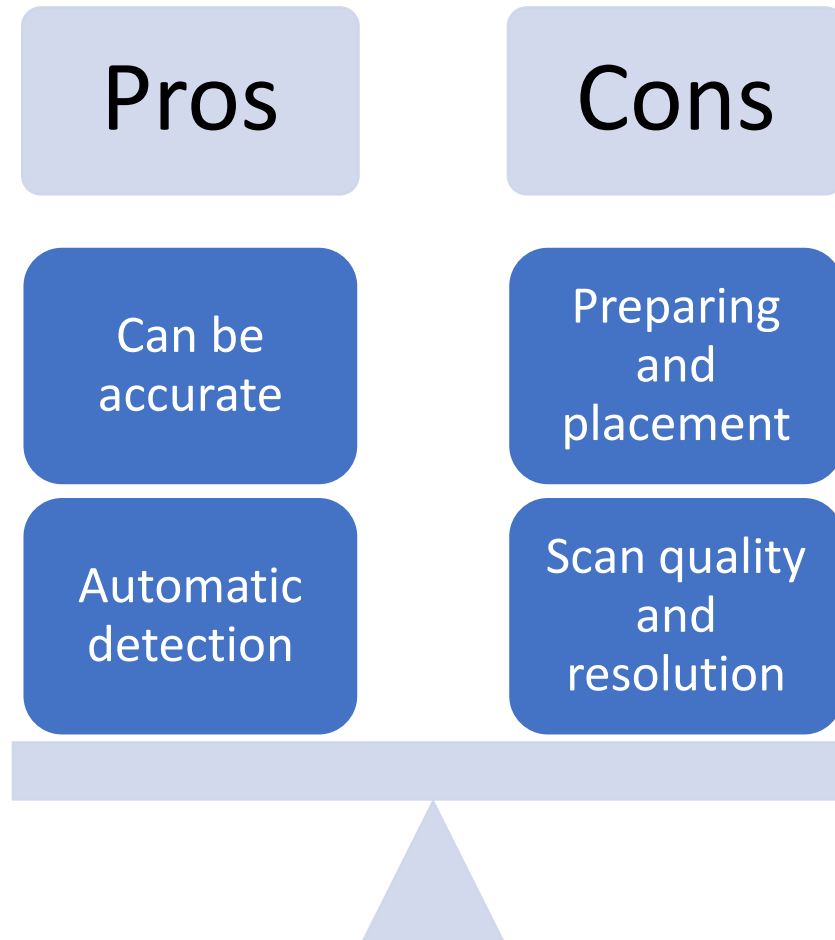 Pros
Can be
accurate
Automatic
detection
Cons
Preparing
and
placement
Scan quality
and
resolution